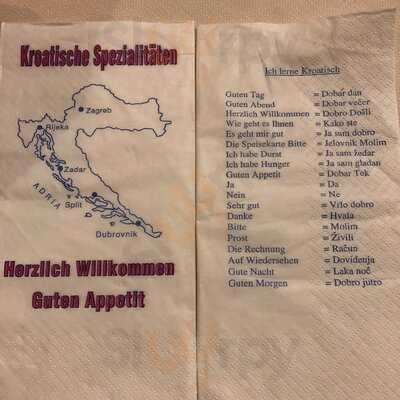 Kroatische Spezialitäten
Zagreb
Rijeka
Zadar
ADRIA
Split
Dubrovnik
Herzlich Willkommen
Guten Appetit
Ich lerne Kroatisch
Guten Tag = Dobar dan
Guten Abend = Dobar večer
Herzlich Willkommen = Dobro Došli
Wie geht es Ihnen = Kako ste
Es geht mir gut = Ja sam dobro
Die Speisekarte Bitte = Jelovnik Molim
Ich habe Durst = Ja sam žedar
Ich habe Hunger = Ja sam gladan
Guten Appetit = Dobar Tek
Ja = Da
Nein = Ne
Sehr gut = Vrlo dobro
Danke = Hvala
Bitte = Molim
Prost = Živili
Die Rechnung = Račun
Auf Wiedersehen = Dovidenja
Gute Nacht = Laka noč
Guten Morgen = Dobro jutro